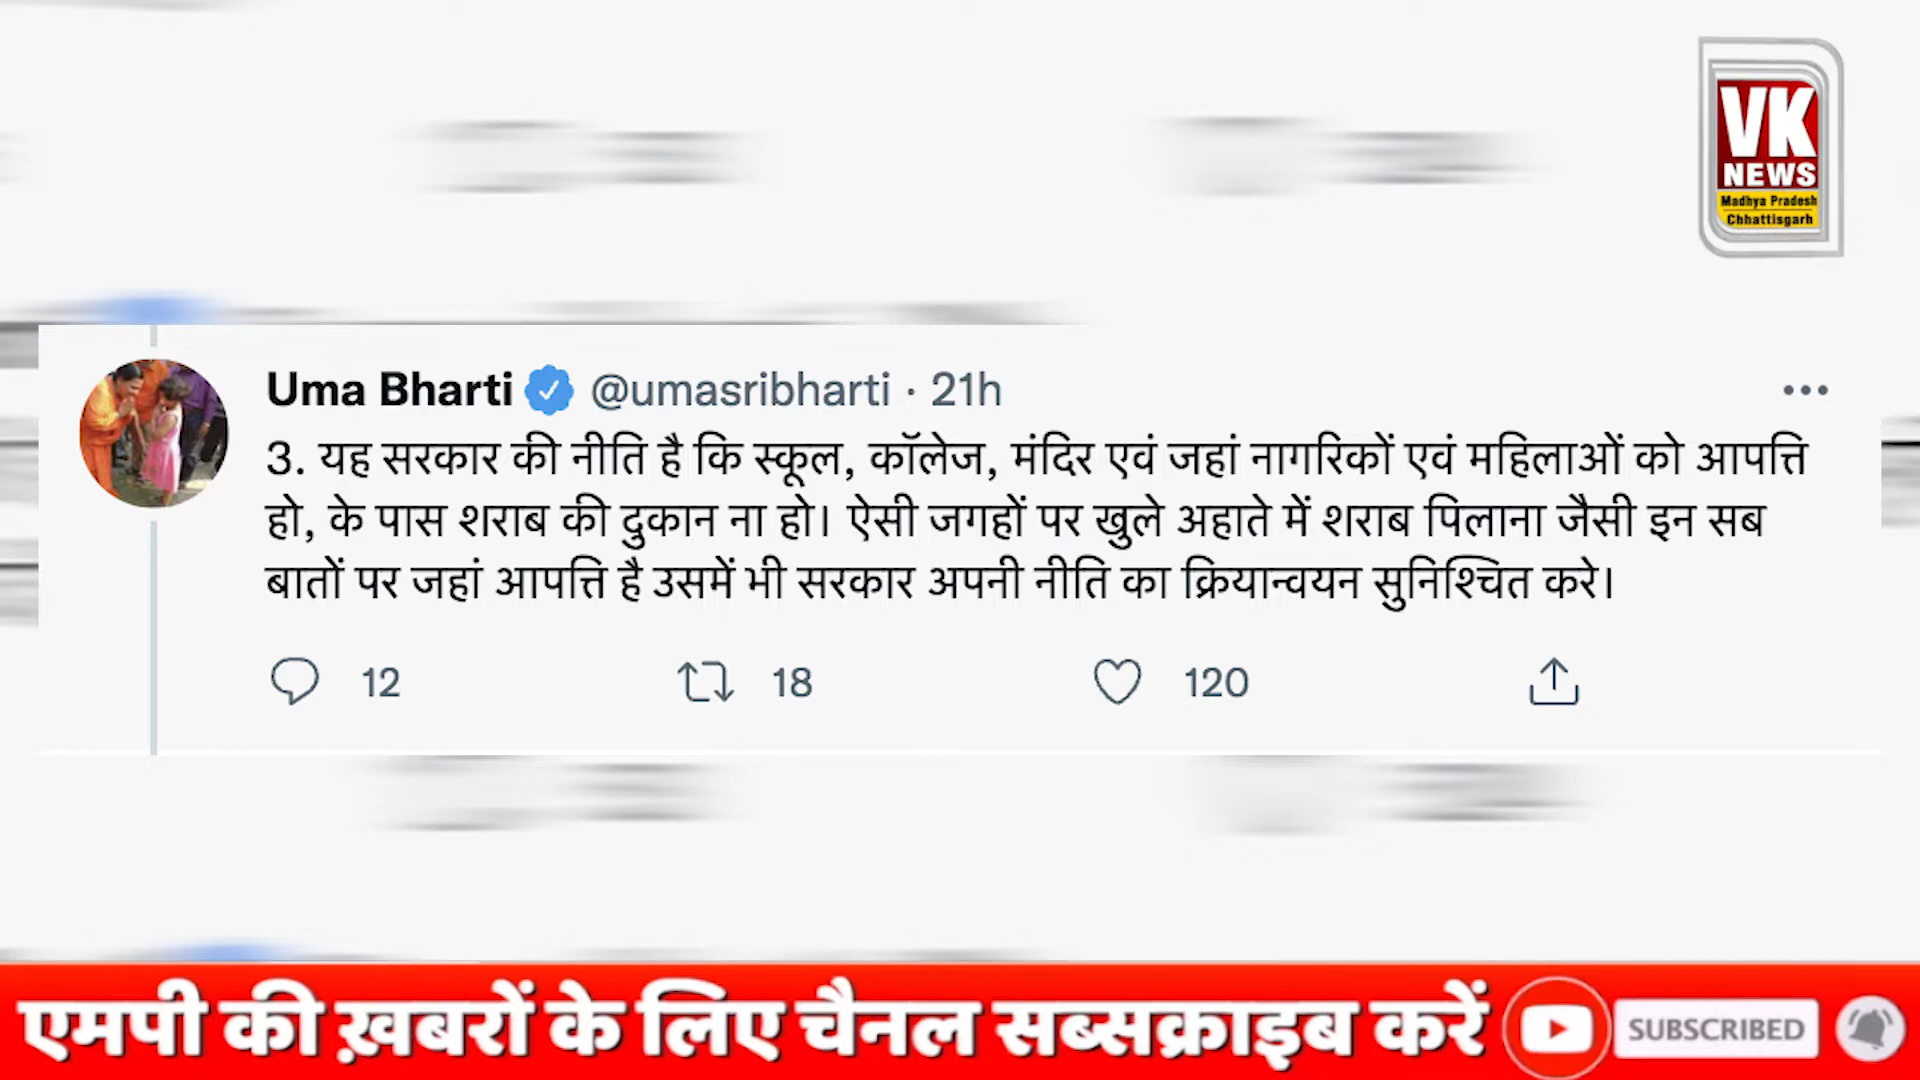 VK
NEWS
Madhya Pradesh
Chhattisgarh
Uma Bharti @umasribharti · 21h
3. यह सरकार की नीति है कि स्कूल, कॉलेज, मंदिर एवं जहां नागरिकों एवं महिलाओं को आपत्ति
हो, के पास शराब की दुकान ना हो। ऐसी जगहों पर खुले अहाते में शराब पिलाना जैसी इन सब
बातों पर जहां आपत्ति है उसमें भी सरकार अपनी नीति का क्रियान्वयन सुनिश्चित करे।
12 18 120
एमपी की ख़बरों के लिए चैनल सब्सक्राइब करें SUBSCRIBED